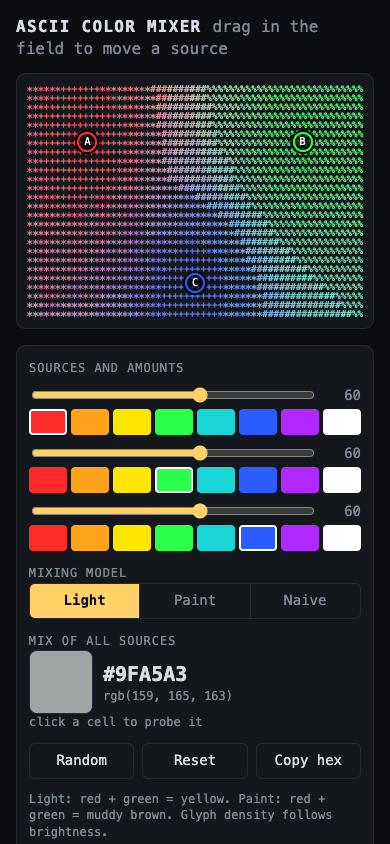 ASCII COLOR MIXER drag in the
field to move a source
A
B
C
SOURCES AND AMOUNTS
60
60
60
MIXING MODEL
Light Paint Naive
MIX OF ALL SOURCES
#9FA5A3
rgb(159, 165, 163)
click a cell to probe it
Random Reset Copy hex
Light: red + green = yellow. Paint: red +
green = muddy brown. Glyph density follows
brightness.